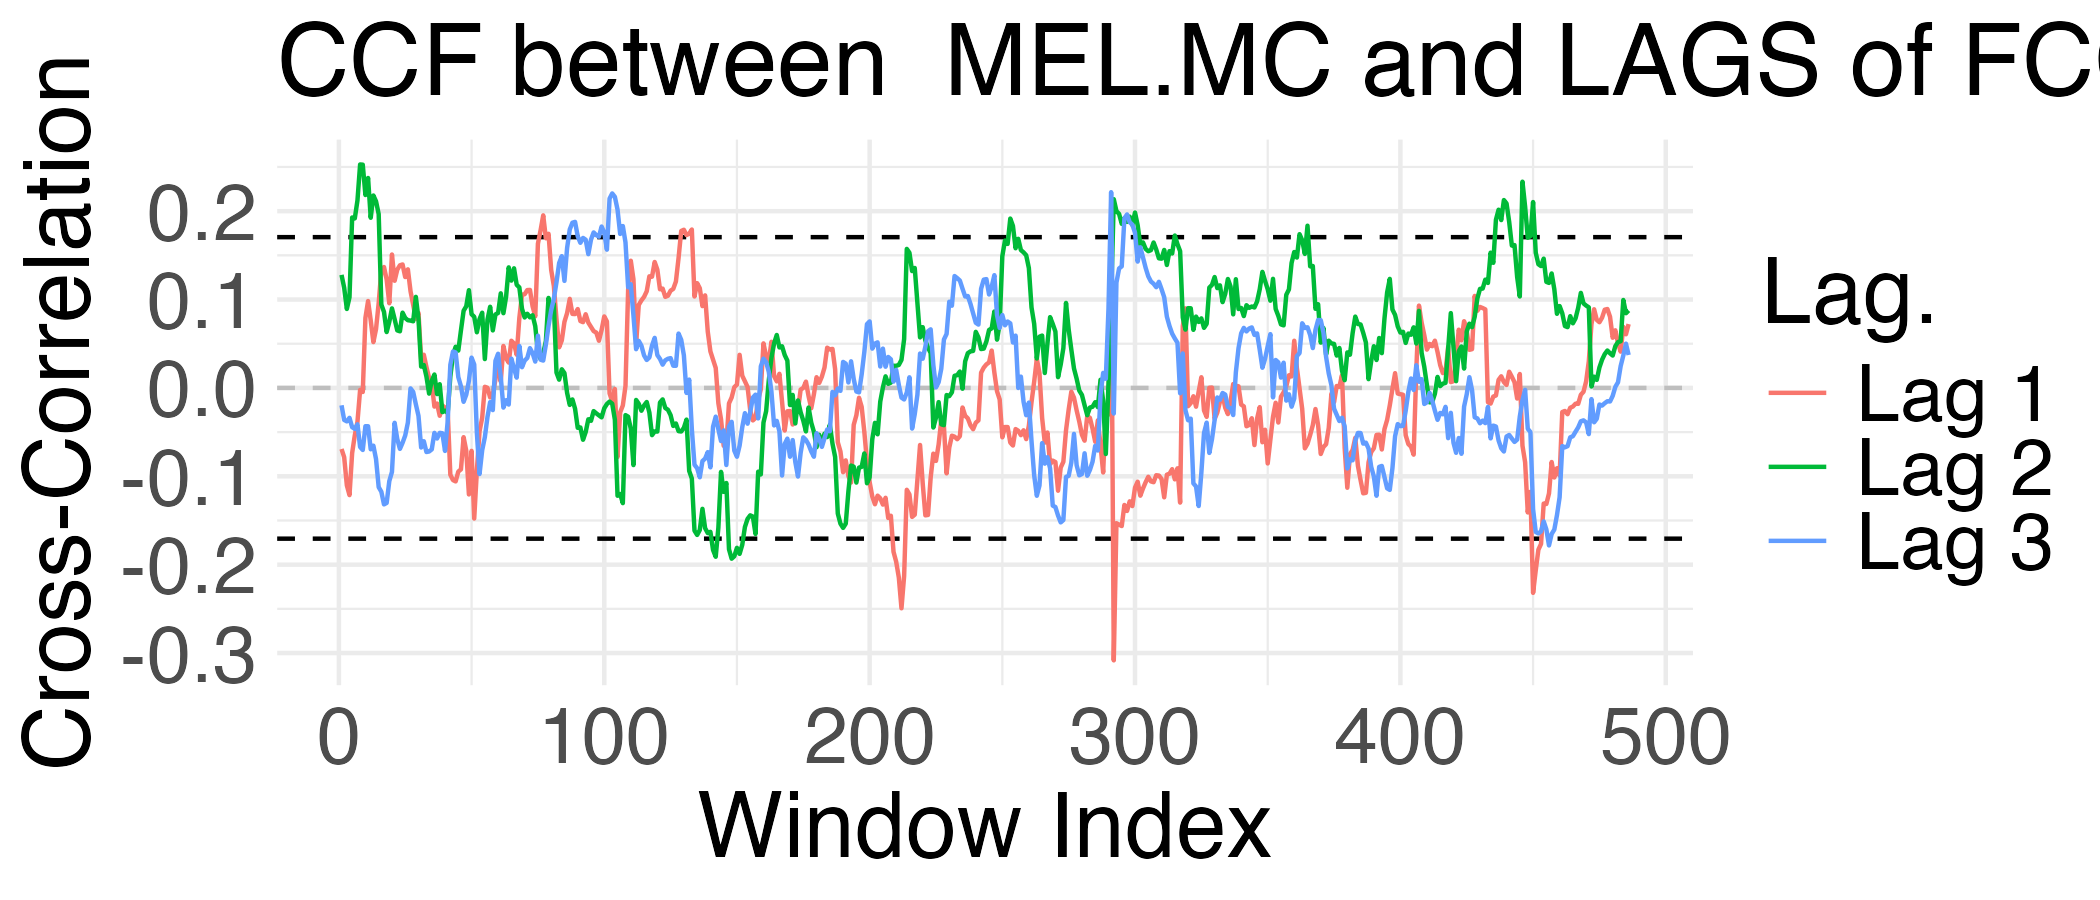 CCF between  MEL.MC and LAGS of FC
Cross-Correlation
0.2
0.1
0.0
-0.1
-0.2
-0.3
0 100 200 300 400 500
Window Index
Lag.
Lag 1
Lag 2
Lag 3